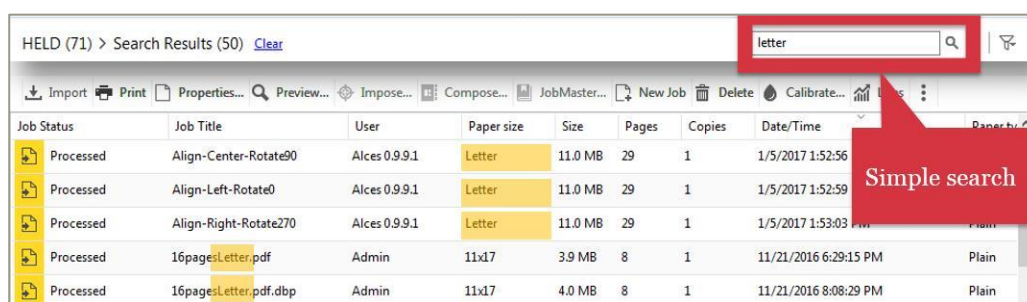 HELD (71) > Search Results (50) Clear letter
Import Print Properties... Preview... Impose... Compose... JobMaster... New Job Delete Calibrate...
Job Status Job Title User Paper size Size Pages Copies Date/Time
Processed Align-Center-Rotate90 Alces 0.9.9.1 Letter 11.0 MB 29 1 1/5/2017 1:52:56
Processed Align-Left-Rotate0 Alces 0.9.9.1 Letter 11.0 MB 29 1 1/5/2017 1:52:59
Simple search
Processed Align-Right-Rotate270 Alces 0.9.9.1 Letter 11.0 MB 29 1 1/5/2017 1:53:03 PM Plain
Processed 16pagesLetter.pdf Admin 11x17 3.9 MB 8 1 11/21/2016 6:29:15 PM Plain
Processed 16pagesLetter.pdf.dbp Admin 11x17 4.0 MB 8 1 11/21/2016 8:08:29 PM Plain